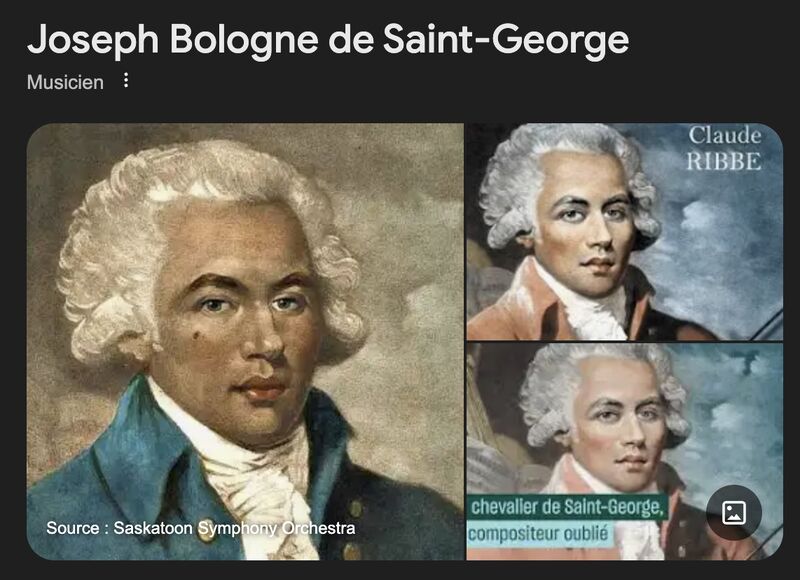 Joseph Bologne de Saint-George
Musicien
Claude
RIBBE
Source : Saskatoon Symphony Orchestra
chevalier de Saint-George,
compositeur oublié